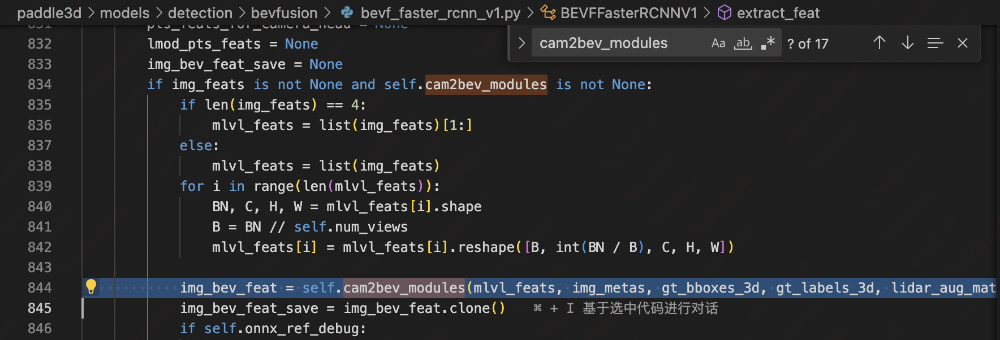 paddle3d > models > detection > bevfusion > bevf_faster_rcnn_v1.py > BEVFFasterRCNNV1 > extract_feat
cam2bev_modules Aa ab .* ? of 17
831 pts_feats_for_camera_head = None
832 lmod_pts_feats = None
833 img_bev_feat_save = None
834 if img_feats is not None and self.cam2bev_modules is not None:
835 if len(img_feats) == 4:
836 mlvl_feats = list(img_feats)[1:]
837 else:
838 mlvl_feats = list(img_feats)
839 for i in range(len(mlvl_feats)):
840 BN, C, H, W = mlvl_feats[i].shape
841 B = BN // self.num_views
842 mlvl_feats[i] = mlvl_feats[i].reshape([B, int(BN / B), C, H, W])
843
844 img_bev_feat = self.cam2bev_modules(mlvl_feats, img_metas, gt_bboxes_3d, gt_labels_3d, lidar_aug_mat
845 img_bev_feat_save = img_bev_feat.clone() ⌘ + I 基于选中代码进行对话
846 if self.onnx_ref_debug: